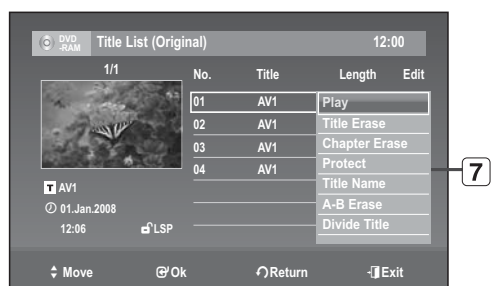 DVD-RAM Title List (Original) 12:00
1/1
No. Title Length Edit
01 AV1 Play
02 AV1 Title Erase
Chapter Erase
03 AV1
Protect
04 AV1
Title Name
A-B Erase
Divide Title
7
T AV1
01.Jan.2008
12:06 LSP
Move Ok Return Exit